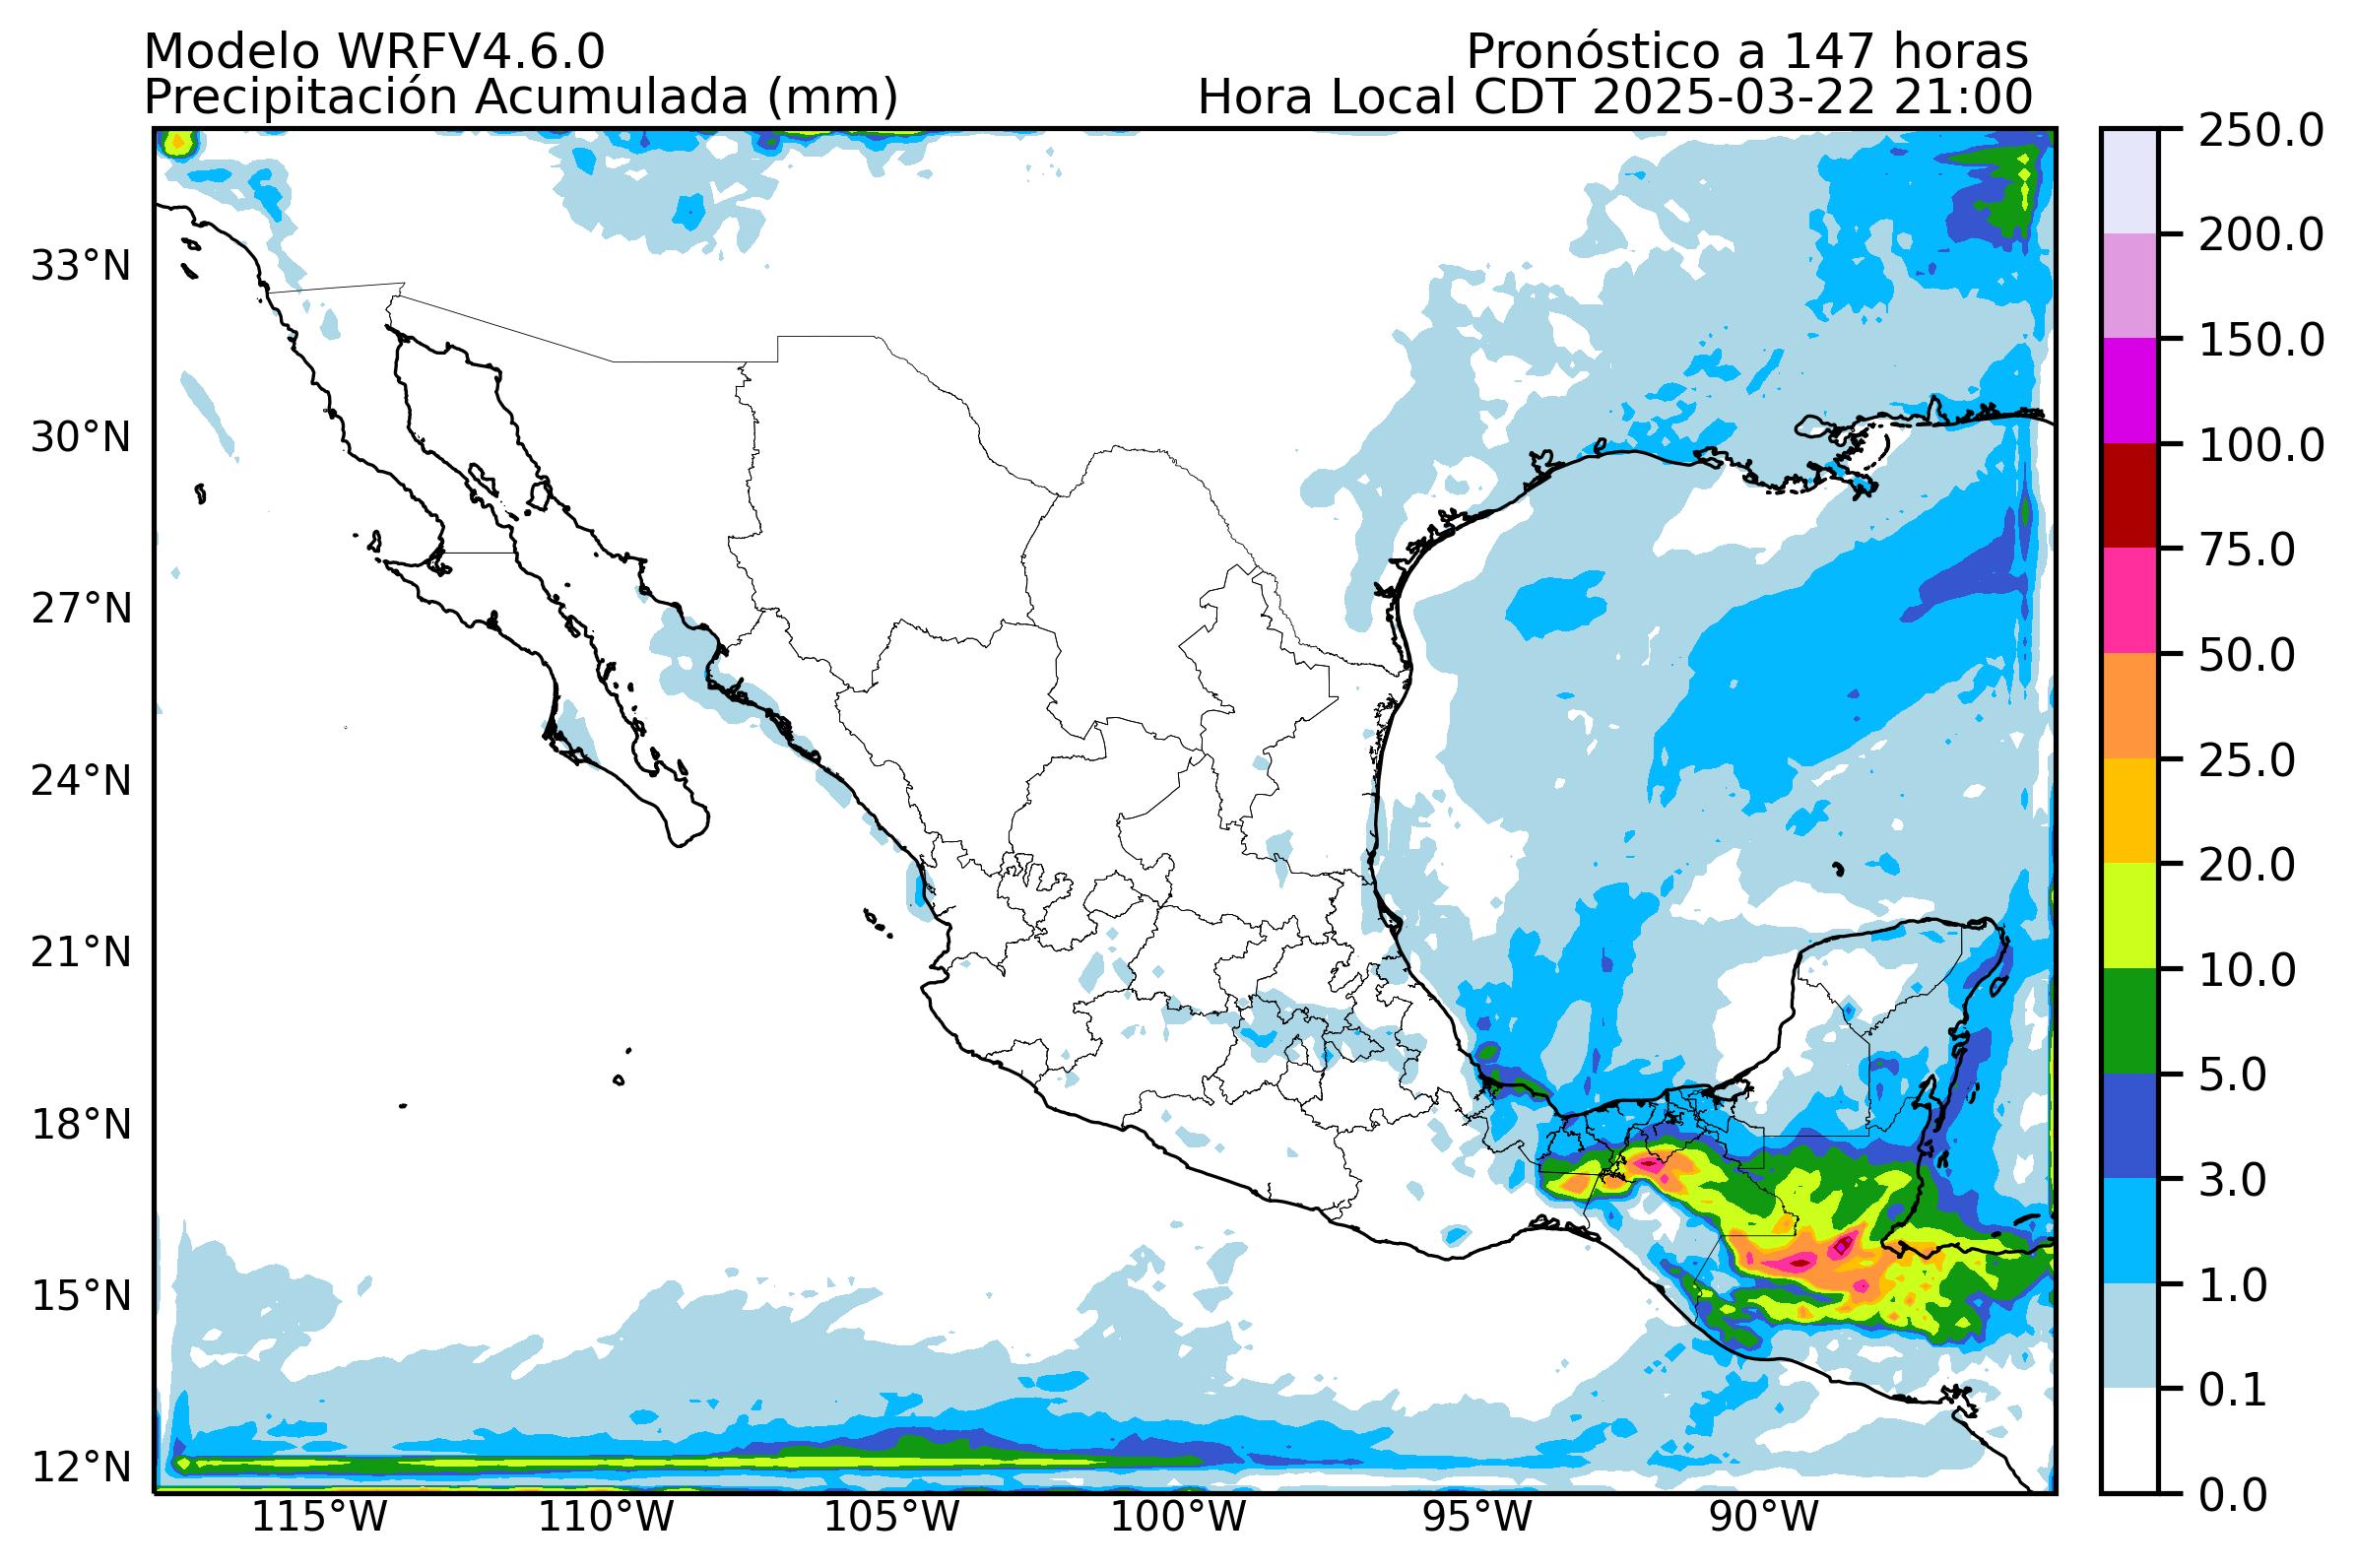 Modelo WRFV4.6.0
Pronóstico a 147 horas
Precipitación Acumulada (mm)
Hora Local CDT 2025-03-22 21:00
33°N
30°N
27°N
24°N
21°N
18°N
15°N
12°N
115°W
110°W
105°W
100°W
95°W
90°W
250.0
200.0
150.0
100.0
75.0
50.0
25.0
20.0
10.0
5.0
3.0
1.0
0.1
0.0